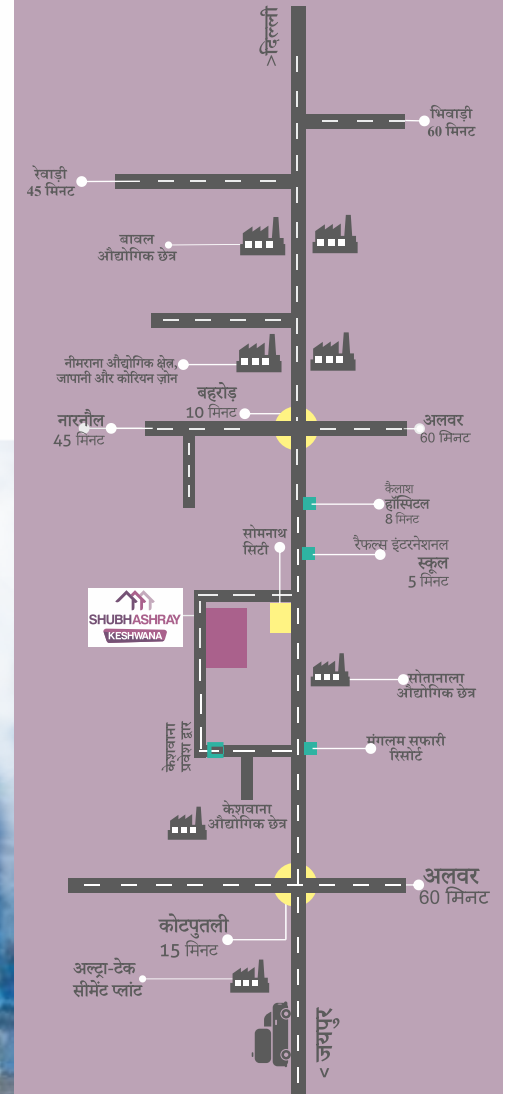 >दिल्ली
भिवाड़ी
60 मिनट
रेवाड़ी
45 मिनट
बावल
औद्योगिक छेत्र
नीमराना औद्योगिक क्षेत्र,
जापानी और कोरियन ज़ोन
बहरोड़
10 मिनट
नारनौल
45 मिनट
अलवर
60 मिनट
कैलाश
हॉस्पिटल
8 मिनट
सोमनाथ
सिटी
रैफल्स इंटरनेशनल
स्कूल
5 मिनट
SHUBHASHRAY
KESHWANA
सोतानाला
औद्योगिक छेत्र
केशवाना
प्रवेश द्वार
मंगलम सफारी
रिसोर्ट
केशवाना
औद्योगिक छेत्र
अलवर
60 मिनट
कोटपुतली
15 मिनट
अल्ट्रा-टेक
सीमेंट प्लांट
< जयपुर